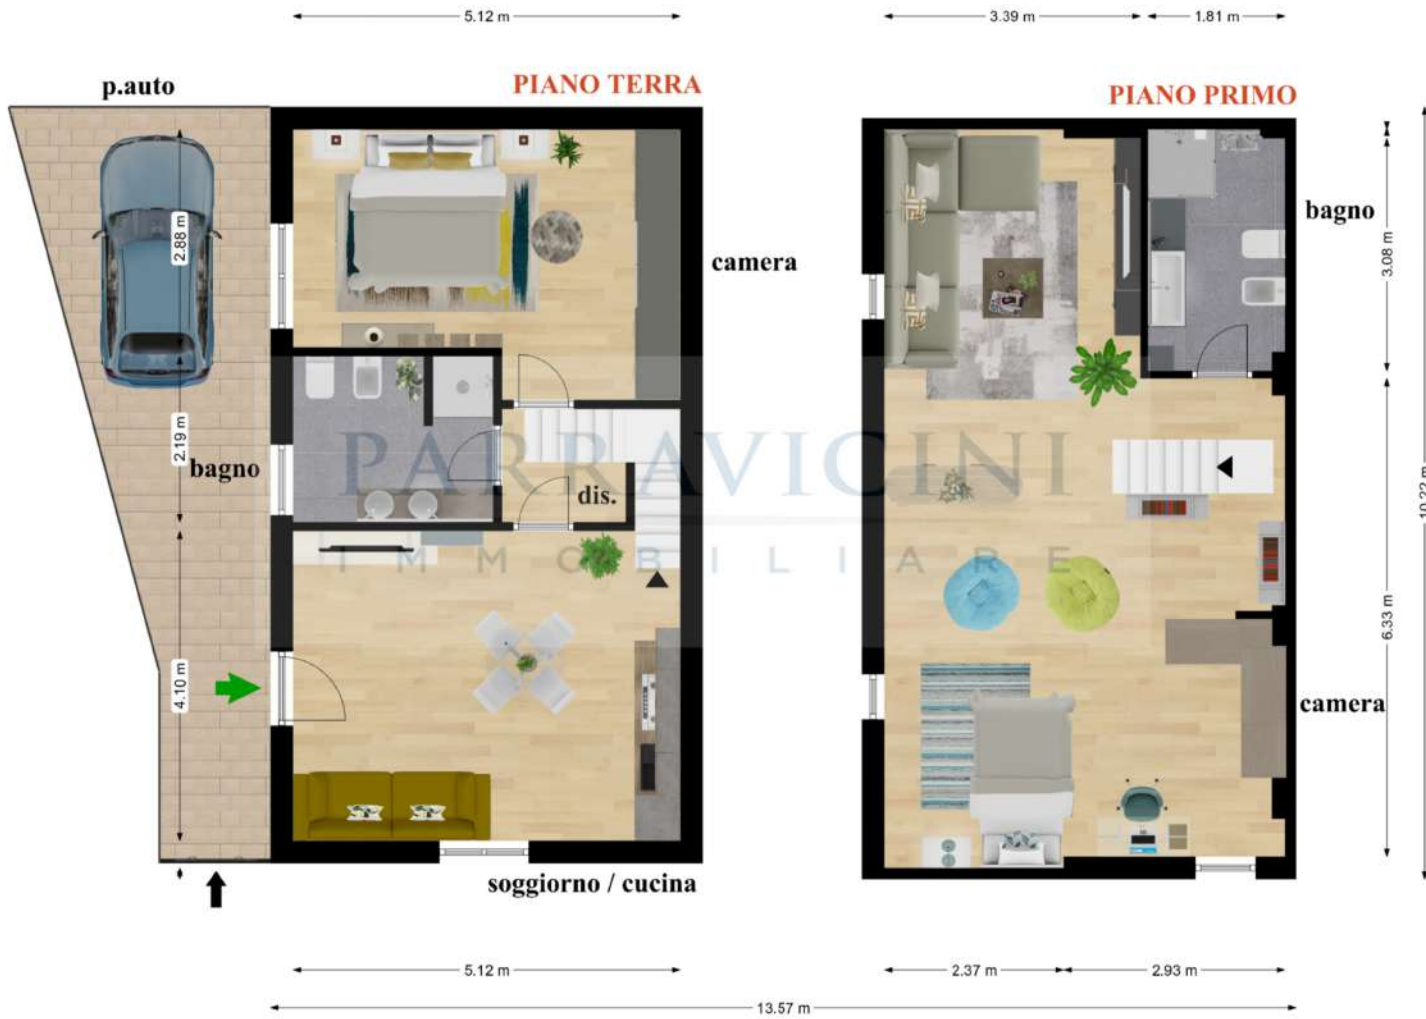 5.12 m
3.39 m
1.81 m
p.auto
PIANO TERRA
PIANO PRIMO
2.88 m
camera
bagno
3.08 m
2.19 m
bagno
dis.
PARRAVICINI
IMMOBILIARE
10.22 m
6.33 m
4.10 m
camera
soggiorno / cucina
5.12 m
2.37 m
2.93 m
13.57 m